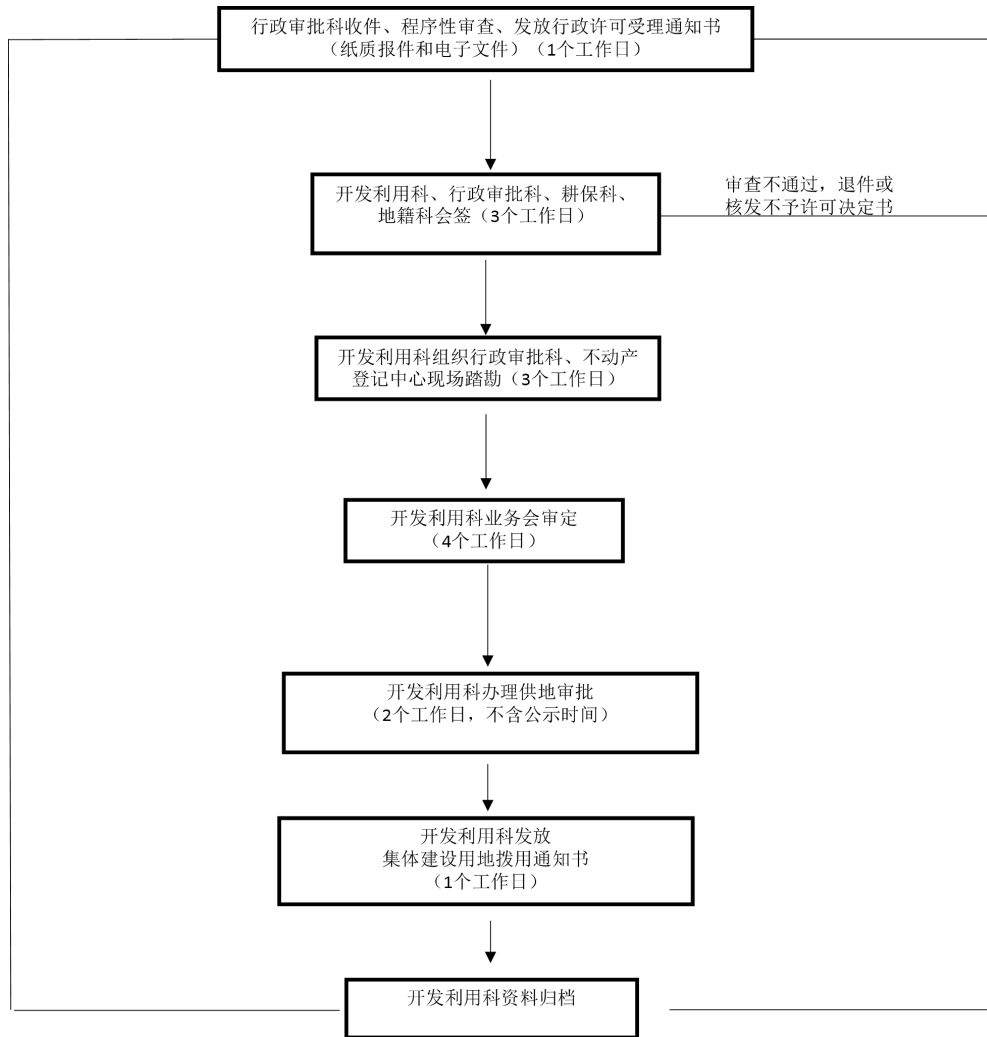 行政审批科收件、程序性审查、发放行政许可受理通知书
（纸质报件和电子文件）（1个工作日）
开发利用科、行政审批科、耕保科、
地籍科会签（3个工作日）
审查不通过，退件或
核发不予许可决定书
开发利用科组织行政审批科、不动产
登记中心现场踏勘（3个工作日）
开发利用科业务会审定
（4个工作日）
开发利用科办理供地审批
（2个工作日，不含公示时间）
开发利用科发放
集体建设用地拨用通知书
（1个工作日）
开发利用科资料归档